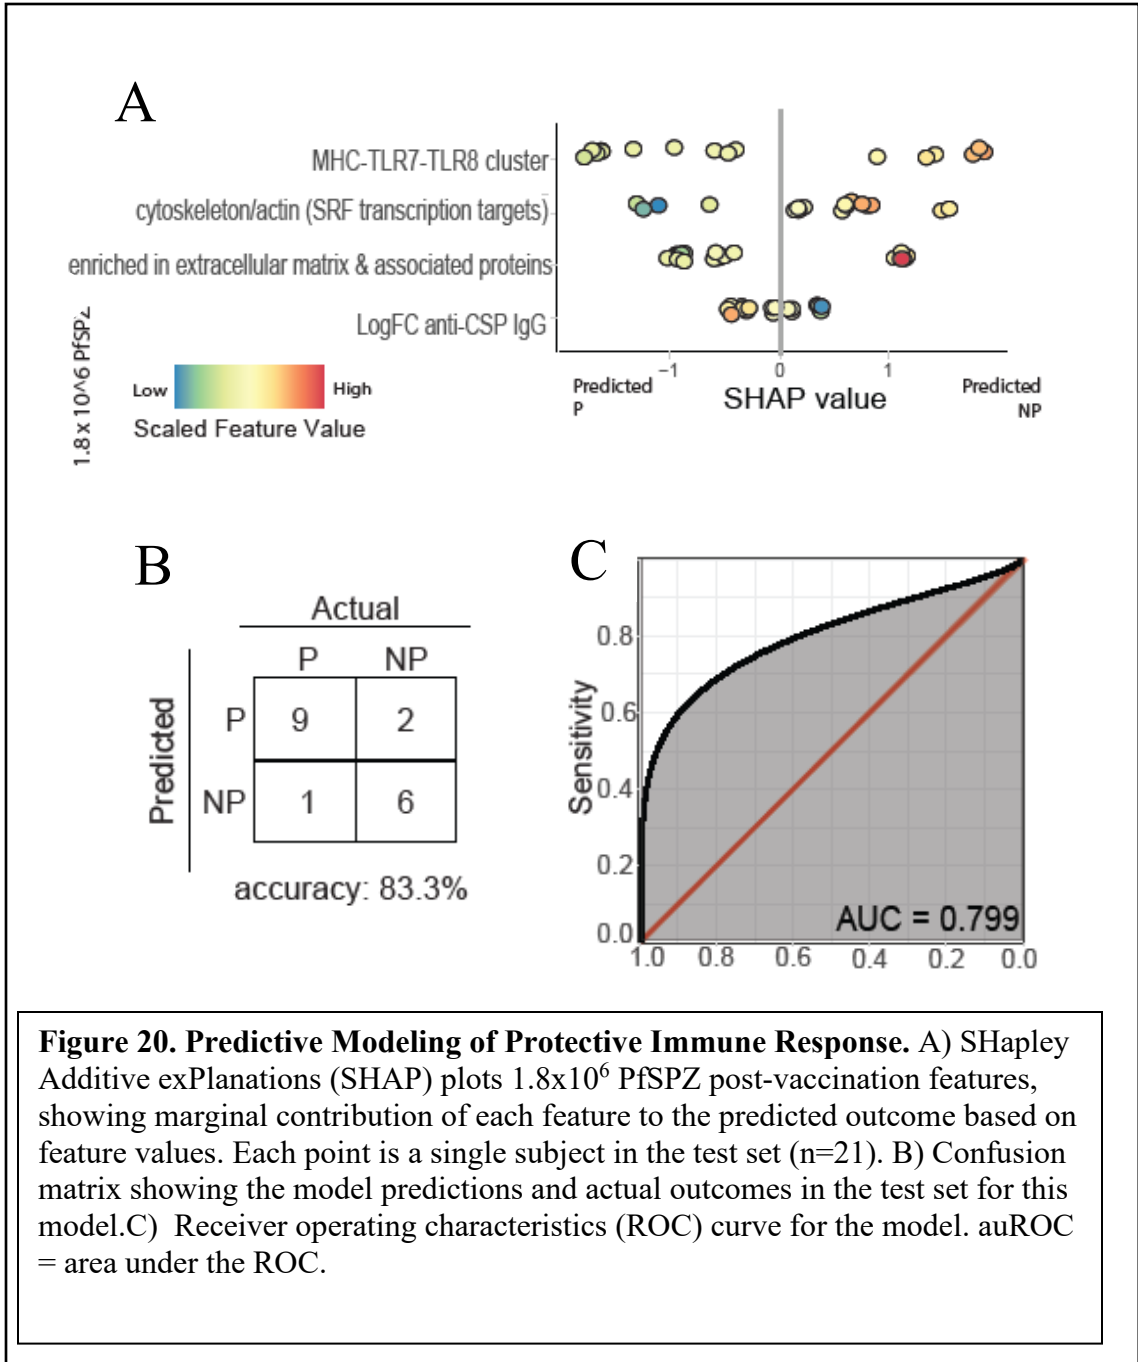 A
MHC-TLR7-TLR8 cluster
cytoskeleton/actin (SRF transcription targets)
enriched in extracellular matrix & associated proteins
LogFC anti-CSP IgG
1.8 x 10^6 PfSPZ
Low
High
Scaled Feature Value
−1
0
1
Predicted
P
SHAP value
Predicted
NP
B
Actual
P NP
Predicted
P 9 2
NP 1 6
accuracy: 83.3%
C
Sensitivity
0.8
0.6
0.4
0.2
0.0
AUC = 0.799
1.0 0.8 0.6 0.4 0.2 0.0
Figure 20. Predictive Modeling of Protective Immune Response. A) SHapley
Additive exPlanations (SHAP) plots 1.8x10⁶ PfSPZ post-vaccination features,
showing marginal contribution of each feature to the predicted outcome based on
feature values. Each point is a single subject in the test set (n=21). B) Confusion
matrix showing the model predictions and actual outcomes in the test set for this
model.C)  Receiver operating characteristics (ROC) curve for the model. auROC
= area under the ROC.